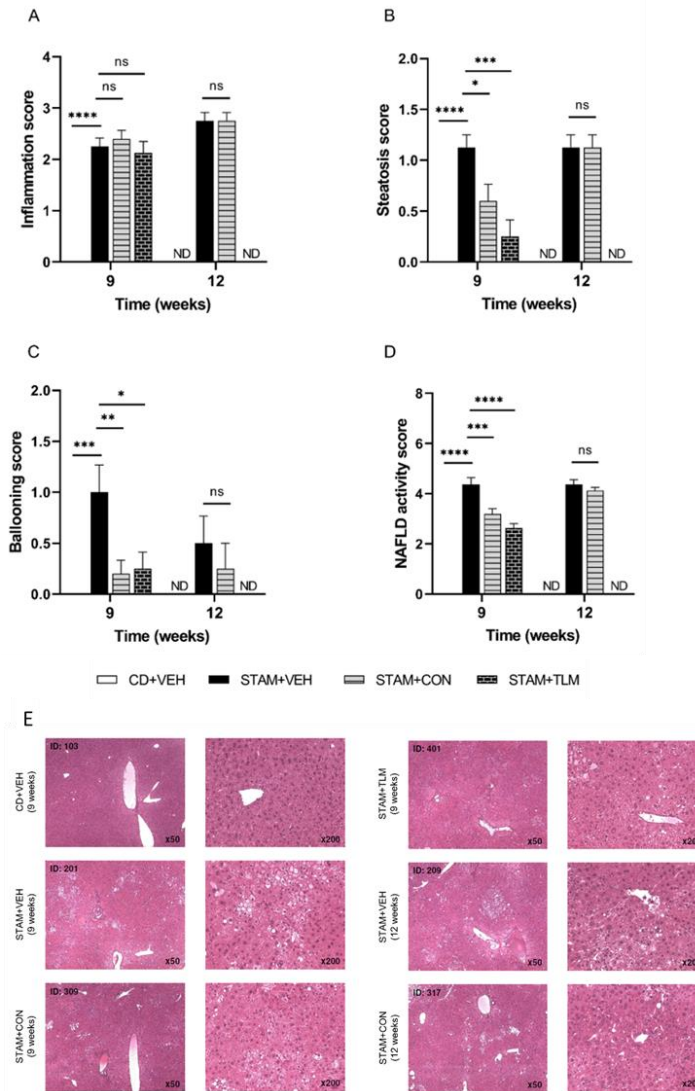 A
Inflammation score
4
3
2
1
0
****
ns
ns
ns
ND
ND
9
12
Time (weeks)
B
Steatosis score
2.0
1.5
1.0
0.5
0.0
****
*
***
ns
ND
ND
9
12
Time (weeks)
C
Ballooning score
2.0
1.5
1.0
0.5
0.0
***
**
*
ns
ND
ND
9
12
Time (weeks)
D
NAFLD activity score
8
6
4
2
0
****
***
****
ns
ND
ND
9
12
Time (weeks)
CD+VEH STAM+VEH STAM+CON STAM+TLM
E
CD+VEH
(9 weeks)
ID: 103
x50
x200
STAM+TLM
(9 weeks)
ID: 401
x50
x20
STAM+VEH
(9 weeks)
ID: 201
x50
x200
STAM+VEH
(12 weeks)
ID: 209
x50
x20
STAM+CON
(9 weeks)
ID: 309
x50
x200
STAM+CON
(12 weeks)
ID: 317
x50
x20